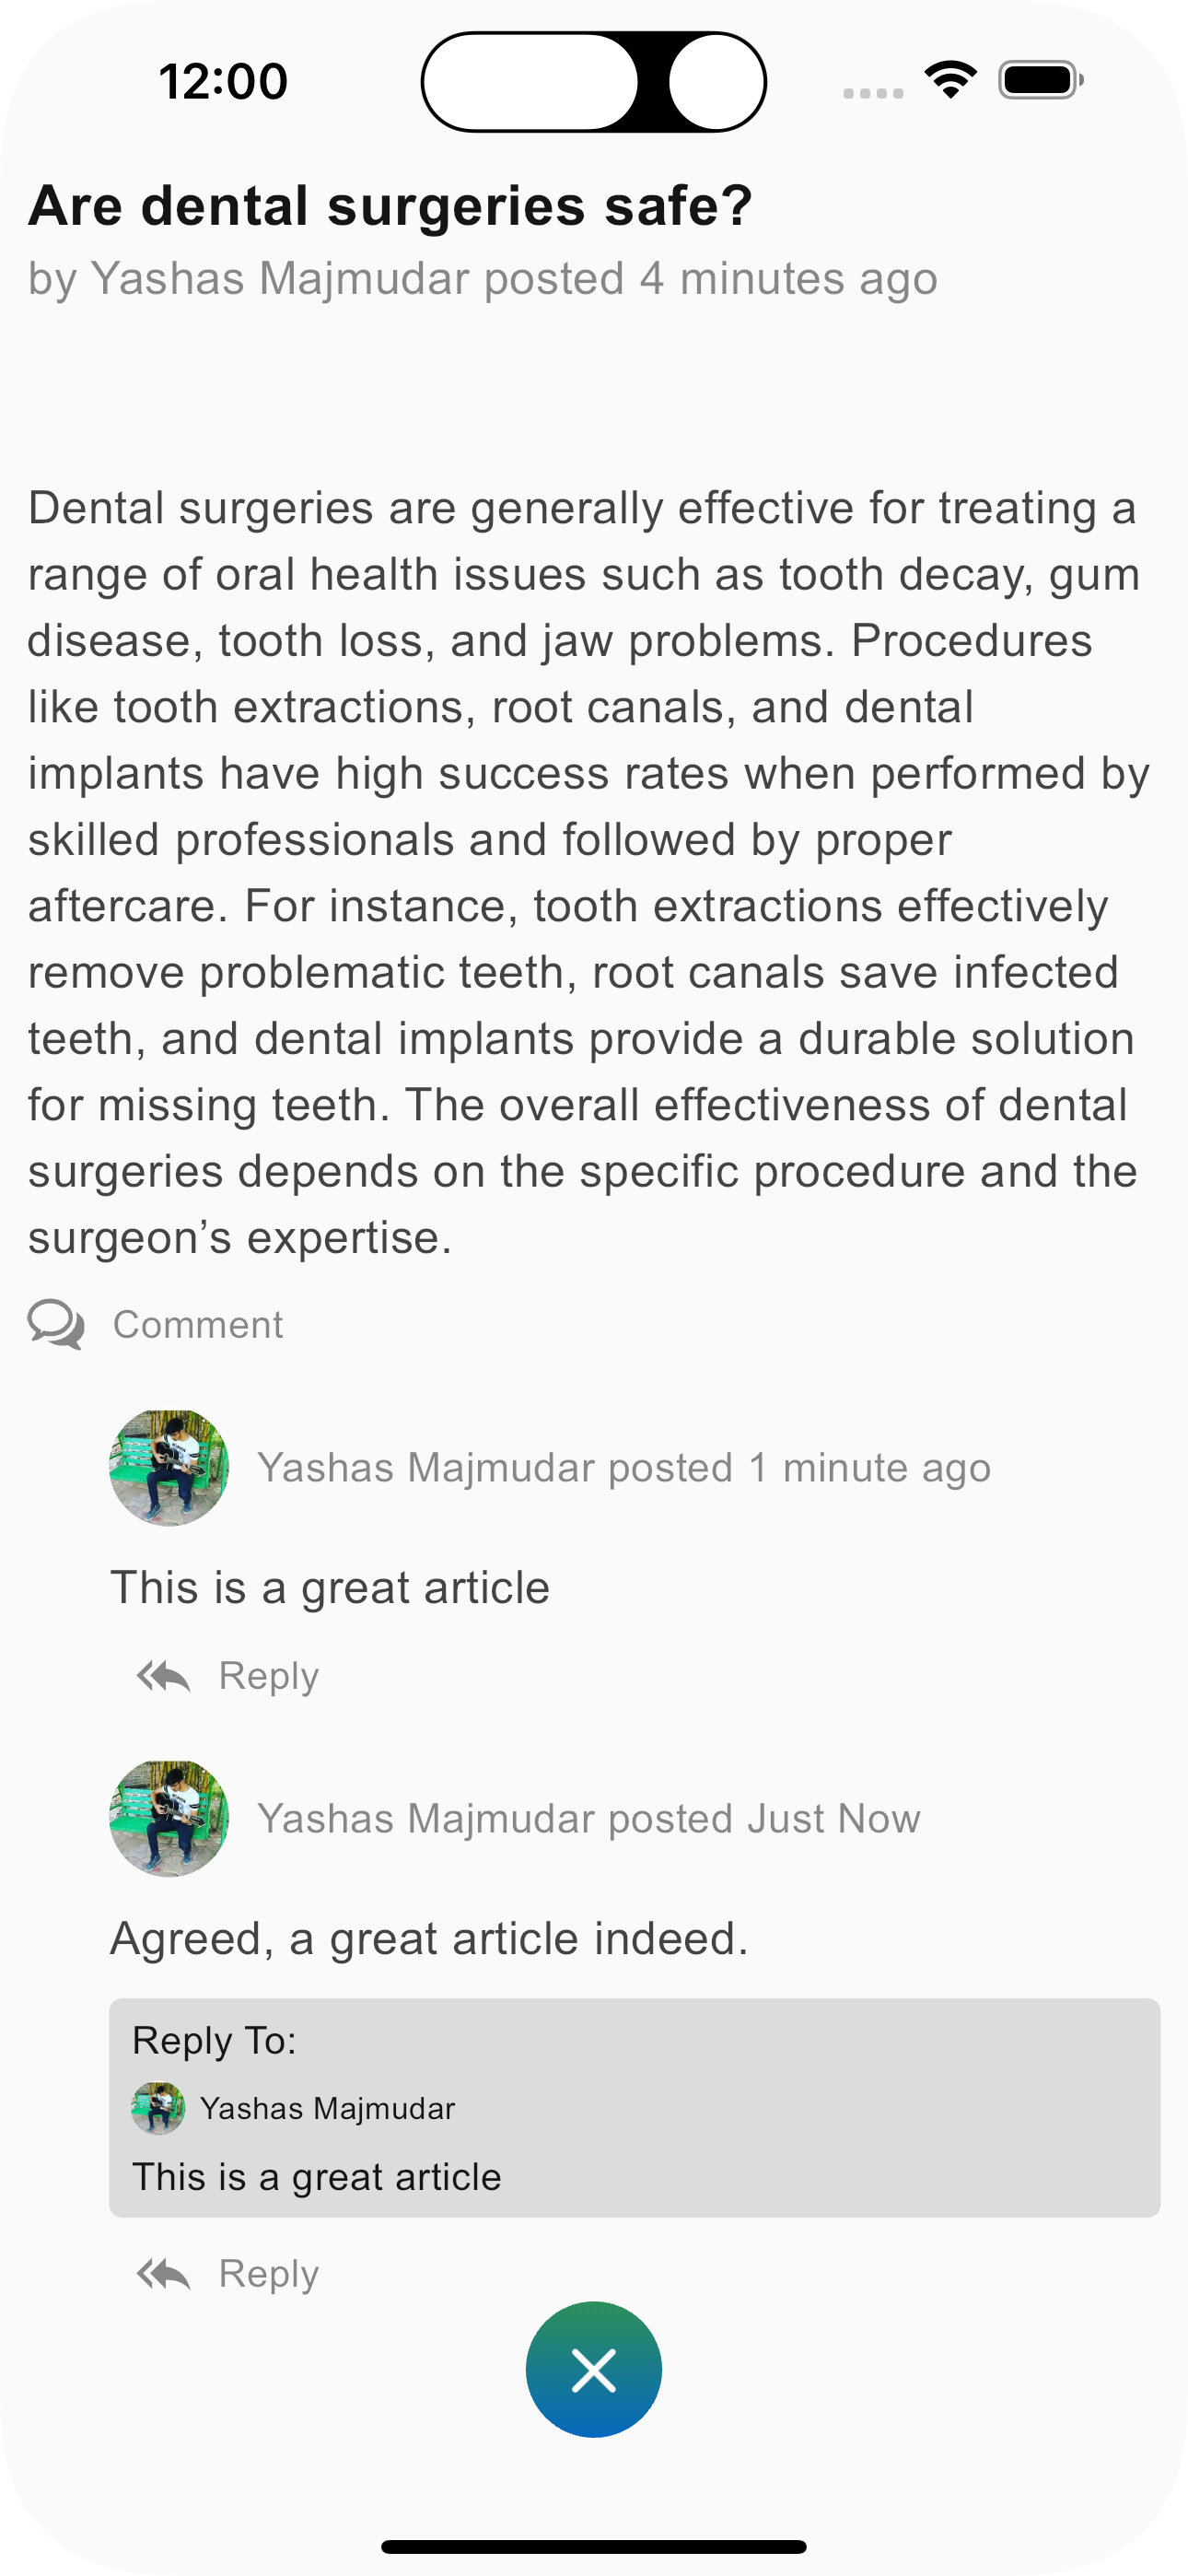 12:00
Are dental surgeries safe?
by Yashas Majmudar posted 4 minutes ago
Dental surgeries are generally effective for treating a
range of oral health issues such as tooth decay, gum
disease, tooth loss, and jaw problems. Procedures
like tooth extractions, root canals, and dental
implants have high success rates when performed by
skilled professionals and followed by proper
aftercare. For instance, tooth extractions effectively
remove problematic teeth, root canals save infected
teeth, and dental implants provide a durable solution
for missing teeth. The overall effectiveness of dental
surgeries depends on the specific procedure and the
surgeon’s expertise.
Comment
Yashas Majmudar posted 1 minute ago
This is a great article
Reply
Yashas Majmudar posted Just Now
Agreed, a great article indeed.
Reply To:
Yashas Majmudar
This is a great article
Reply